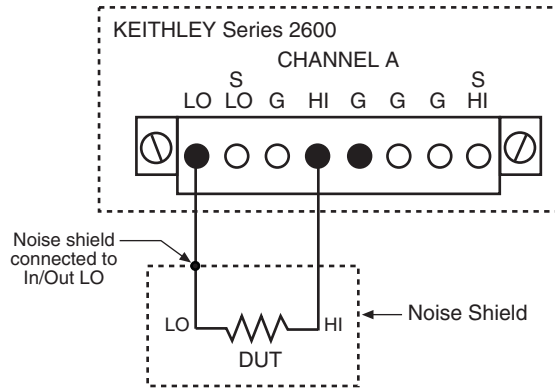 KEITHLEY Series 2600
CHANNEL A
S S
LO LO G HI G G G HI
Noise shield
connected to
In/Out LO
LO HI
Noise Shield
DUT